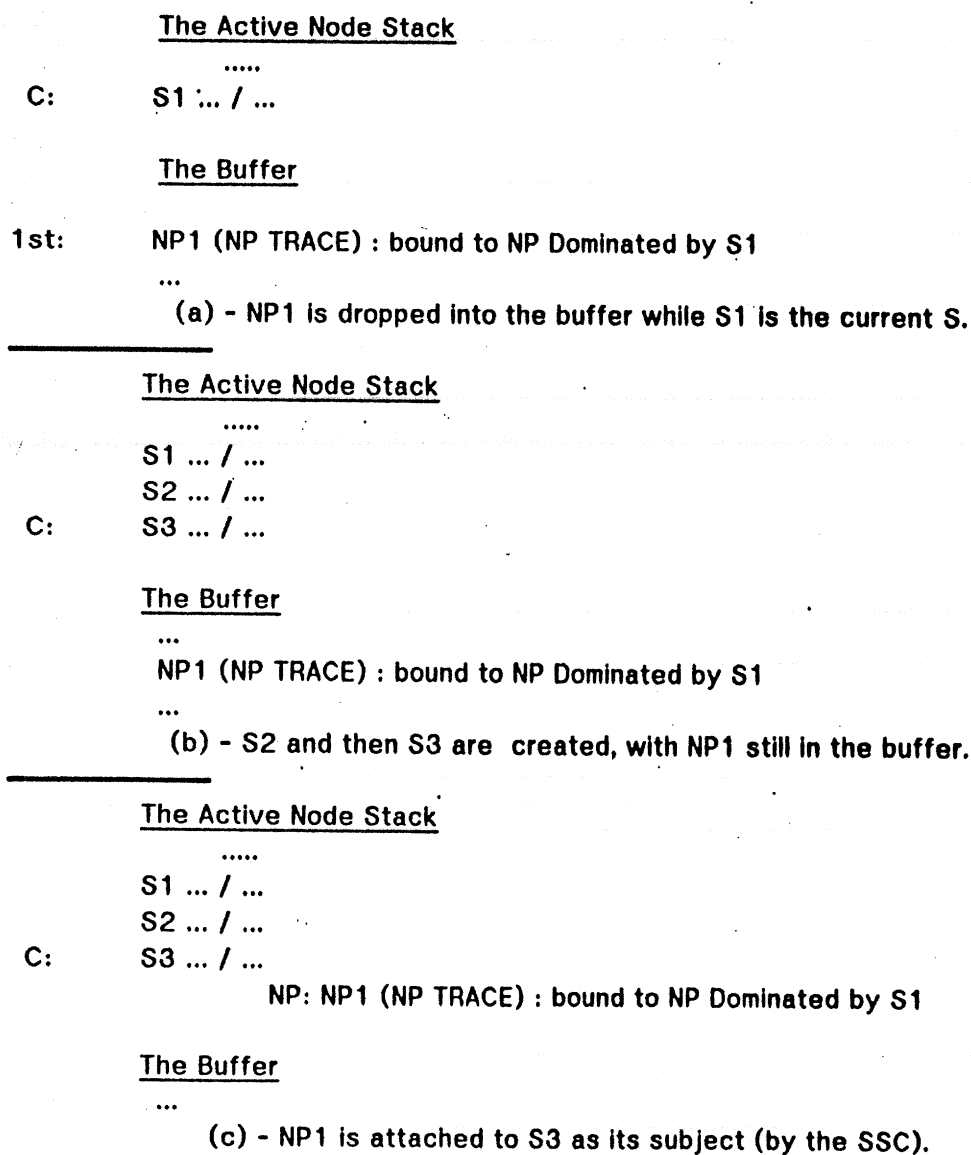 The Active Node Stack
.....
C: S1 ... / ...
The Buffer
1st: NP1 (NP TRACE) : bound to NP Dominated by S1
...
(a) - NP1 is dropped into the buffer while S1 is the current S.
The Active Node Stack
.....
S1 ... / ...
S2 ... / ...
C: S3 ... / ...
The Buffer
...
NP1 (NP TRACE) : bound to NP Dominated by S1
...
(b) - S2 and then S3 are created, with NP1 still in the buffer.
The Active Node Stack
.....
S1 ... / ...
S2 ... / ...
C: S3 ... / ...
NP: NP1 (NP TRACE) : bound to NP Dominated by S1
The Buffer
...
(c) - NP1 is attached to S3 as its subject (by the SSC).